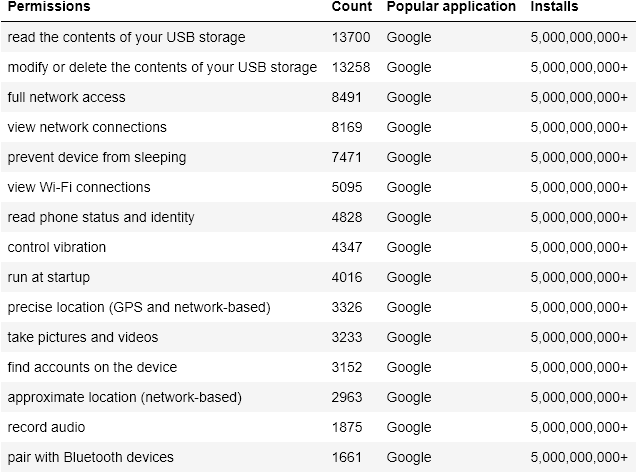 Permissions Count Popular application Installs
read the contents of your USB storage 13700 Google 5,000,000,000+
modify or delete the contents of your USB storage 13258 Google 5,000,000,000+
full network access 8491 Google 5,000,000,000+
view network connections 8169 Google 5,000,000,000+
prevent device from sleeping 7471 Google 5,000,000,000+
view Wi-Fi connections 5095 Google 5,000,000,000+
read phone status and identity 4828 Google 5,000,000,000+
control vibration 4347 Google 5,000,000,000+
run at startup 4016 Google 5,000,000,000+
precise location (GPS and network-based) 3326 Google 5,000,000,000+
take pictures and videos 3233 Google 5,000,000,000+
find accounts on the device 3152 Google 5,000,000,000+
approximate location (network-based) 2963 Google 5,000,000,000+
record audio 1875 Google 5,000,000,000+
pair with Bluetooth devices 1661 Google 5,000,000,000+